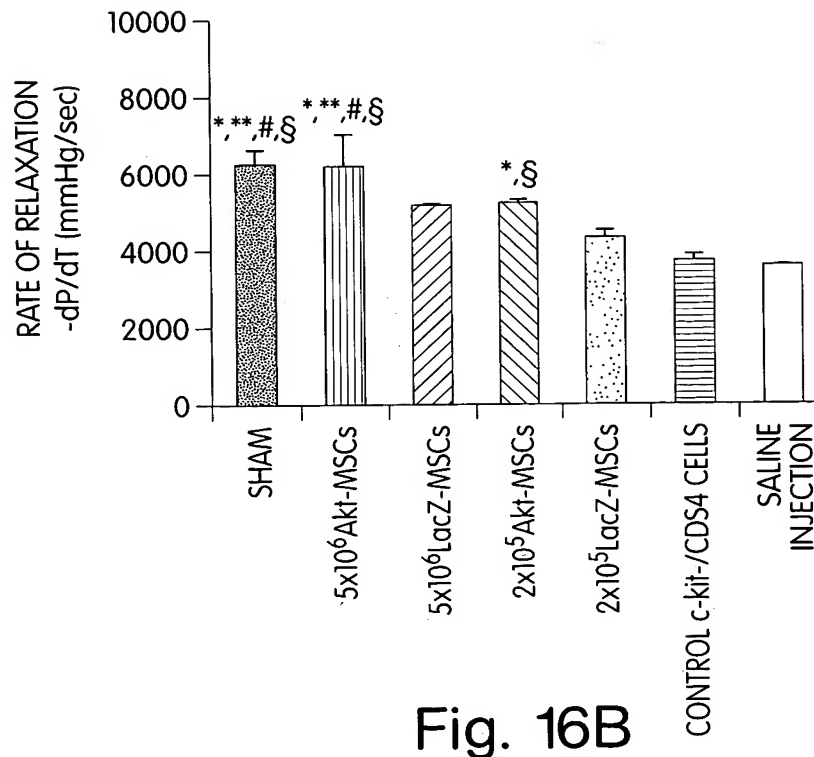 RATE OF RELAXATION
-dP/dT (mmHg/sec)
10000
8000
6000
4000
2000
0
*,**,#,§
*,**,#,§
*,§
SHAM
5x10⁶Akt-MSCs
5x10⁶LacZ-MSCs
2x10⁵Akt-MSCs
2x10⁵LacZ-MSCs
CONTROL c-kit-/CDS4 CELLS
SALINE
INJECTION
Fig. 16B